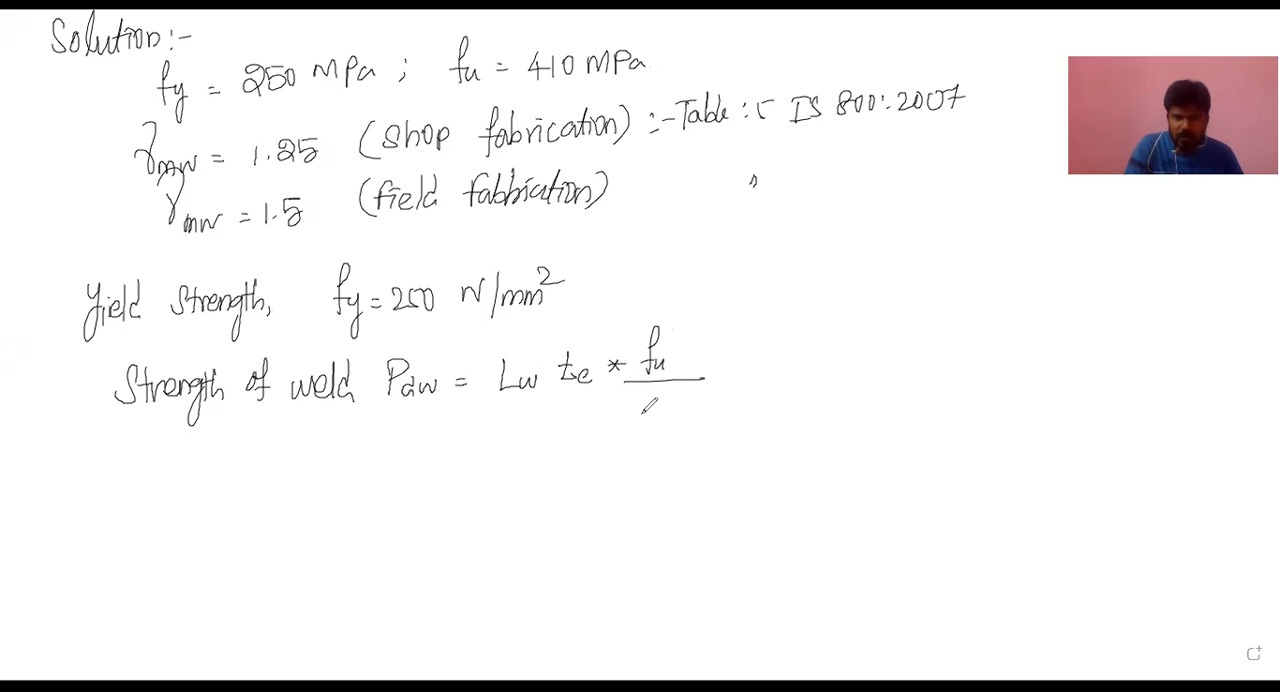 Solution:-
fy = 250 MPa ; fu = 410 MPa
γmw = 1.25 (shop fabrication) :- Table : 5 IS 800:2007
γmw = 1.5 (field fabbication)
Yield Strength, fy = 250 N/mm²
Strength of weld Pdw = Lw te * fu